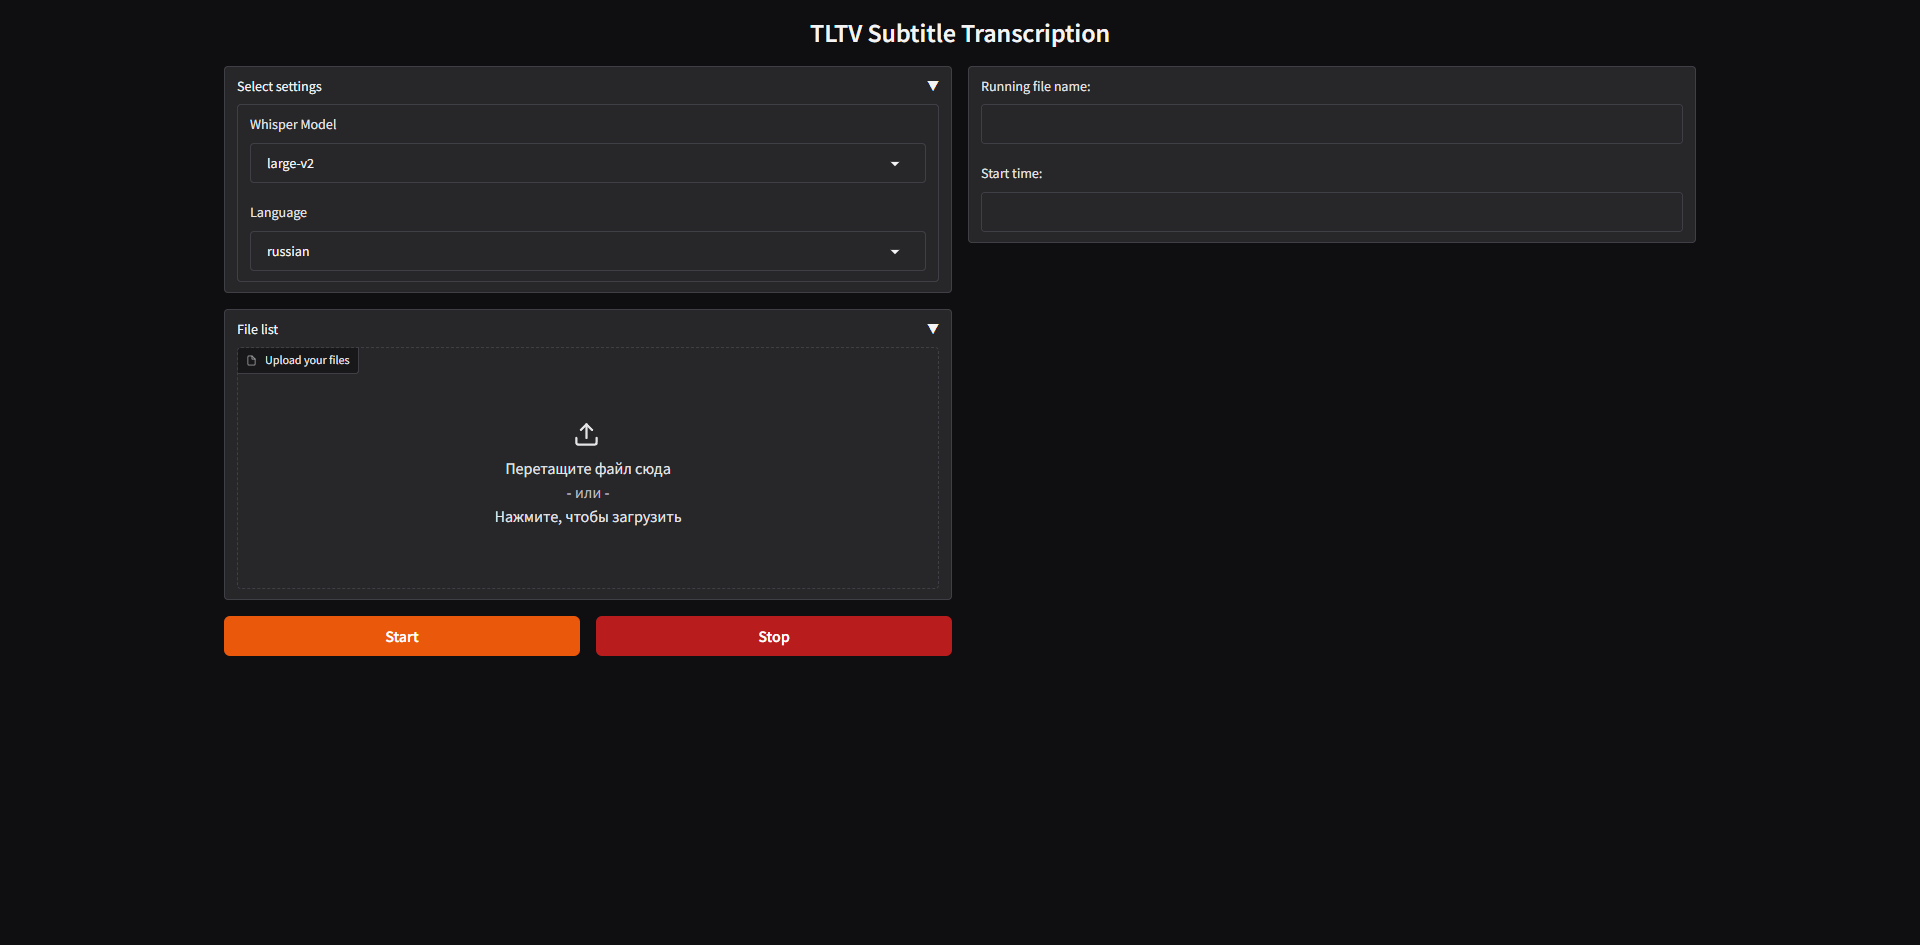 TLTV Subtitle Transcription
Select settings
Whisper Model
large-v2
Language
russian
File list
Upload your files
Перетащите файл сюда
- или -
Нажмите, чтобы загрузить
Start
Stop
Running file name:
Start time: